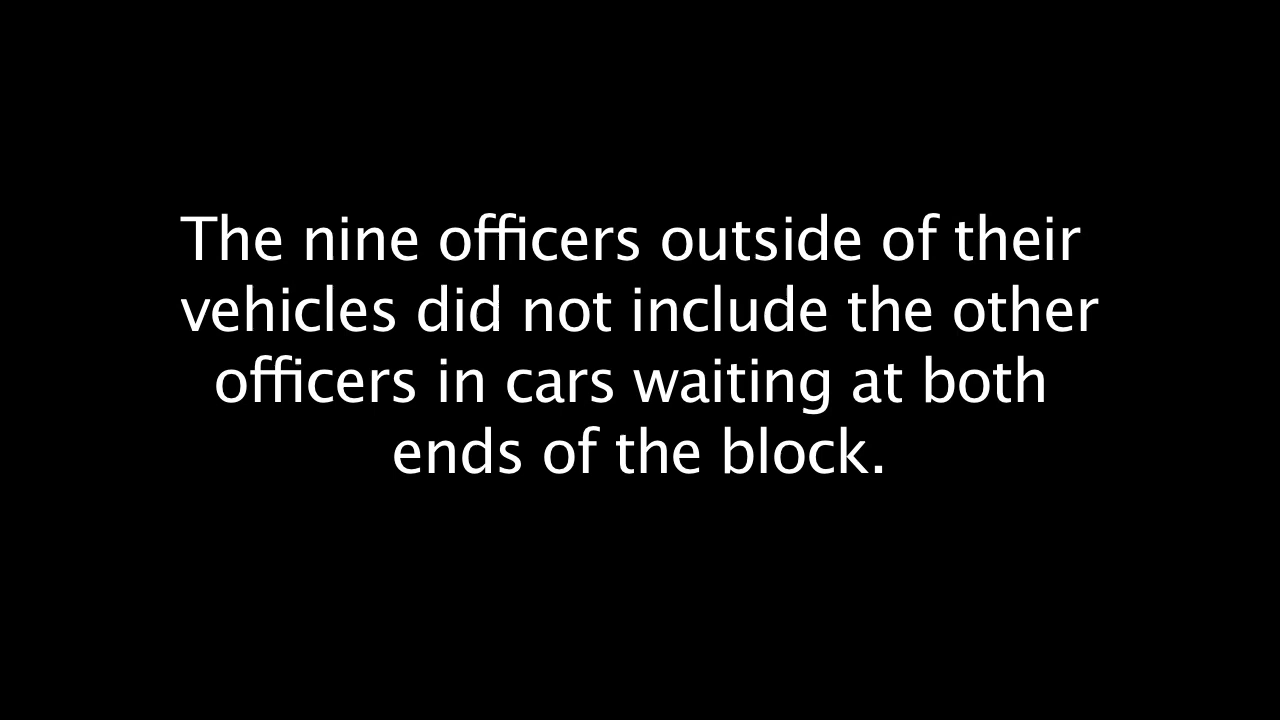 The nine officers outside of their
vehicles did not include the other
officers in cars waiting at both
ends of the block.